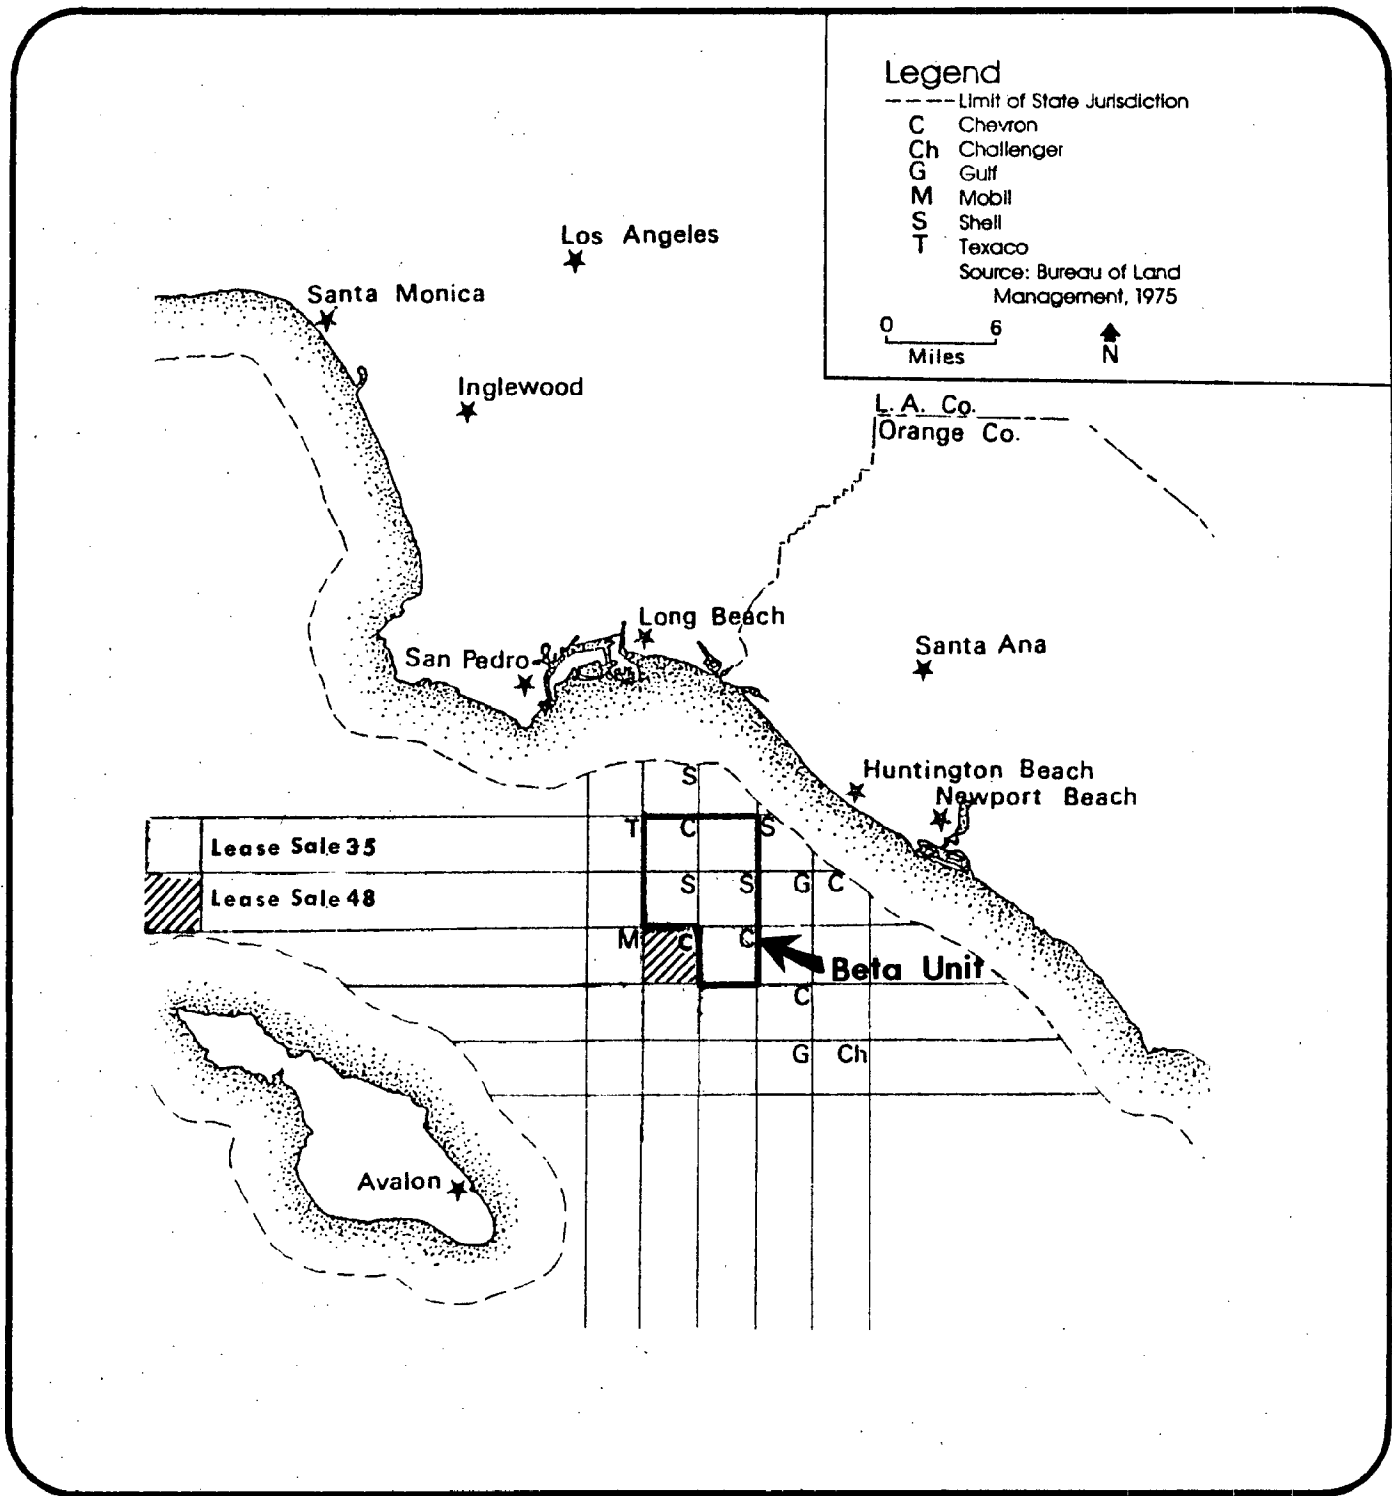 Legend
Limit of State Jurisdiction
C Chevron
Ch Challenger
G Gulf
M Mobil
S Shell
T Texaco
Source: Bureau of Land
Management, 1975
0 6
Miles
N
Los Angeles
Santa Monica
Inglewood
L.A. Co.
Orange Co.
Long Beach
San Pedro
Santa Ana
Huntington Beach
Newport Beach
S
T C S
Lease Sale 35
S S G C
Lease Sale 48
M C C
Beta Unit
C
G Ch
Avalon